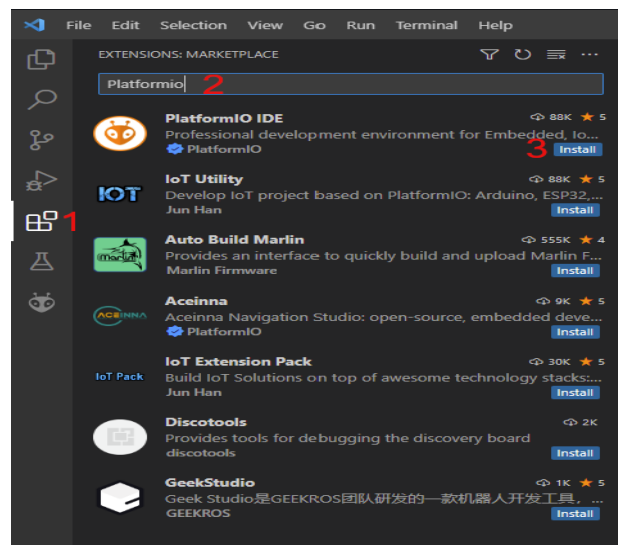 File Edit Selection View Go Run Terminal Help
EXTENSIONS: MARKETPLACE
Platformio 2
PlatformIO IDE 88K ★ 5
Professional development environment for Embedded, Io...
PlatformIO 3 Install
IoT Utility 88K ★ 5
IOT Develop IoT project based on PlatformIO: Arduino, ESP32,...
Jun Han Install
1
Auto Build Marlin 555K ★ 4
marlin Provides an interface to quickly build and upload Marlin F...
Marlin Firmware Install
Aceinna 9K ★ 5
ACEINNA Aceinna Navigation Studio: open-source, embedded deve...
PlatformIO Install
IoT Extension Pack 30K ★ 5
IoT Pack Build IoT Solutions on top of awesome technology stacks:...
Jun Han Install
Discotools 2K
Provides tools for debugging the discovery board
discotools Install
GeekStudio 1K ★ 5
Geek Studio是GEEKROS团队研发的一款机器人开发工具，...
GEEKROS Install